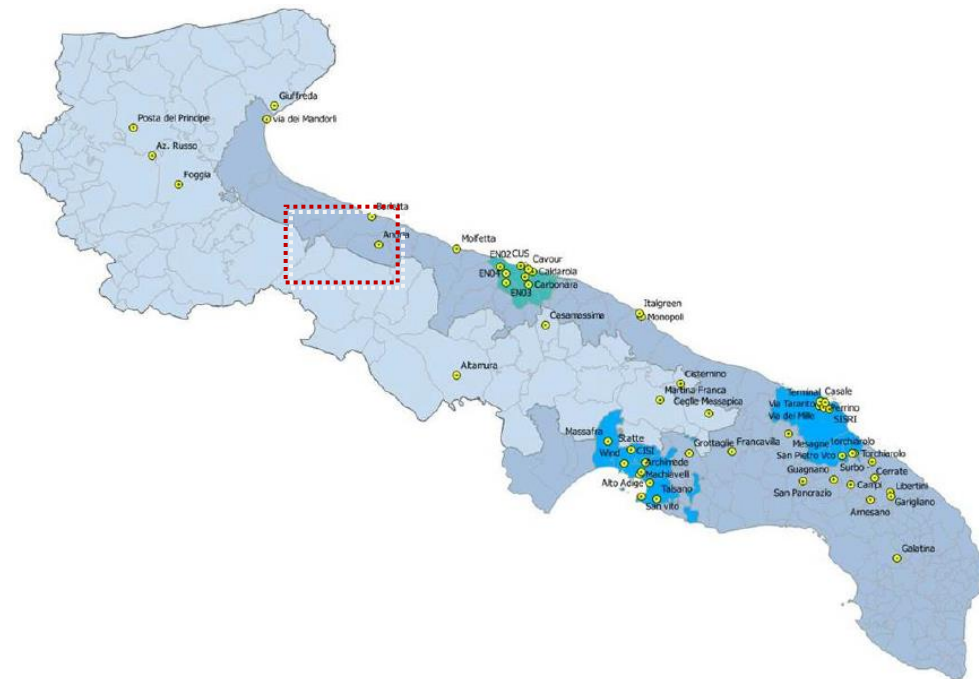 Giuffreda
Posta del Principe
via dei Mandorli
Az. Russo
Foggia
Barletta
Andria
Molfetta
EN02 CUS
Cavour
EN04
Caldarola
Carbonara
EN03
Italgreen
Monopoli
Casamassima
Altamura
Cisternino
Martina Franca
Ceglie Messapica
Terminal
Casale
Via Taranto
Perrino
Via dei Mille
SISRI
Massafra
Statte
Grottaglie
Francavilla
Mesagne
torchiarolo
Wind
CISI
San Pietro Vco
Torchiarolo
Archimede
Guagnano
Surbo
Cerrate
Machiavelli
Alto Adige
Talsano
San Pancrazio
Campi
Libertini
San vito
Arnesano
Garigliano
Galatina